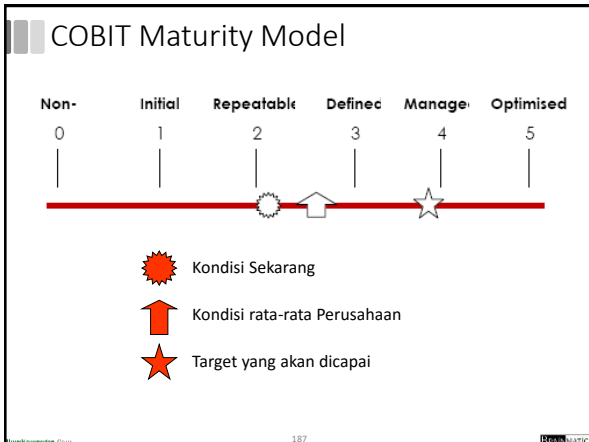 COBIT Maturity Model
Non- Initial Repeatable Defined Manage Optimised
0 1 2 3 4 5
Kondisi Sekarang
Kondisi rata-rata Perusahaan
Target yang akan dicapai
187